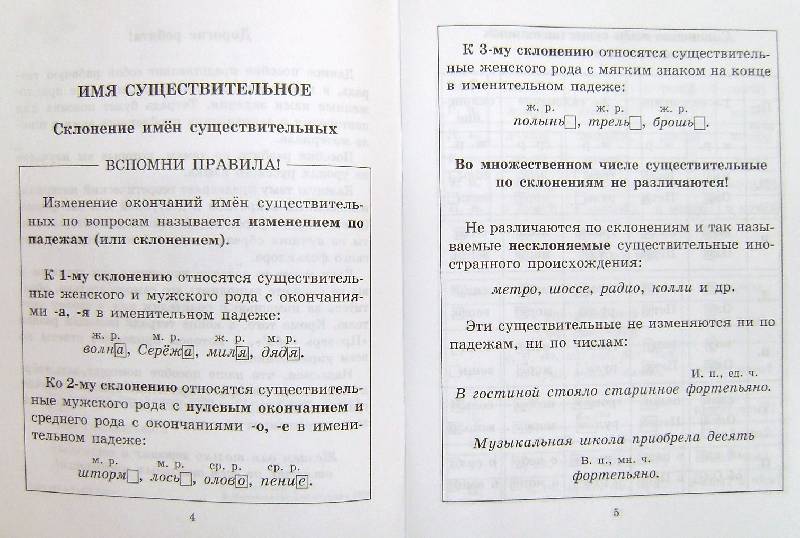 ИМЯ СУЩЕСТВИТЕЛЬНОЕ
Склонение имён существительных
ВСПОМНИ ПРАВИЛА!
Изменение окончаний имён существитель-
ных по вопросам называется изменением по
падежам (или склонением).
К 1-му склонению относятся существитель-
ные женского и мужского рода с окончания-
ми -а, -я в именительном падеже:
ж. р. м. р. ж. р. м. р.
волна, Серёжа, миля, дядя.
Ко 2-му склонению относятся существитель-
ные мужского рода с нулевым окончанием и
среднего рода с окончаниями -о, -е в имени-
тельном падеже:
м. р. м. р. ср. р. ср. р.
шторм, лось, олово, пение.
4
К 3-му склонению относятся существитель-
ные женского рода с мягким знаком на конце
в именительном падеже:
ж. р. ж. р. ж. р.
полынь, трель, брошь.
Во множественном числе существительные
по склонениям не различаются!
Не различаются по склонениям и так назы-
ваемые несклоняемые существительные ино-
странного происхождения:
метро, шоссе, радио, колли и др.
Эти существительные не изменяются ни по
падежам, ни по числам:
И. п., ед. ч.
В гостиной стояло старинное фортепьяно.
Музыкальная школа приобрела десять
В. п., мн. ч.
фортепьяно.
5